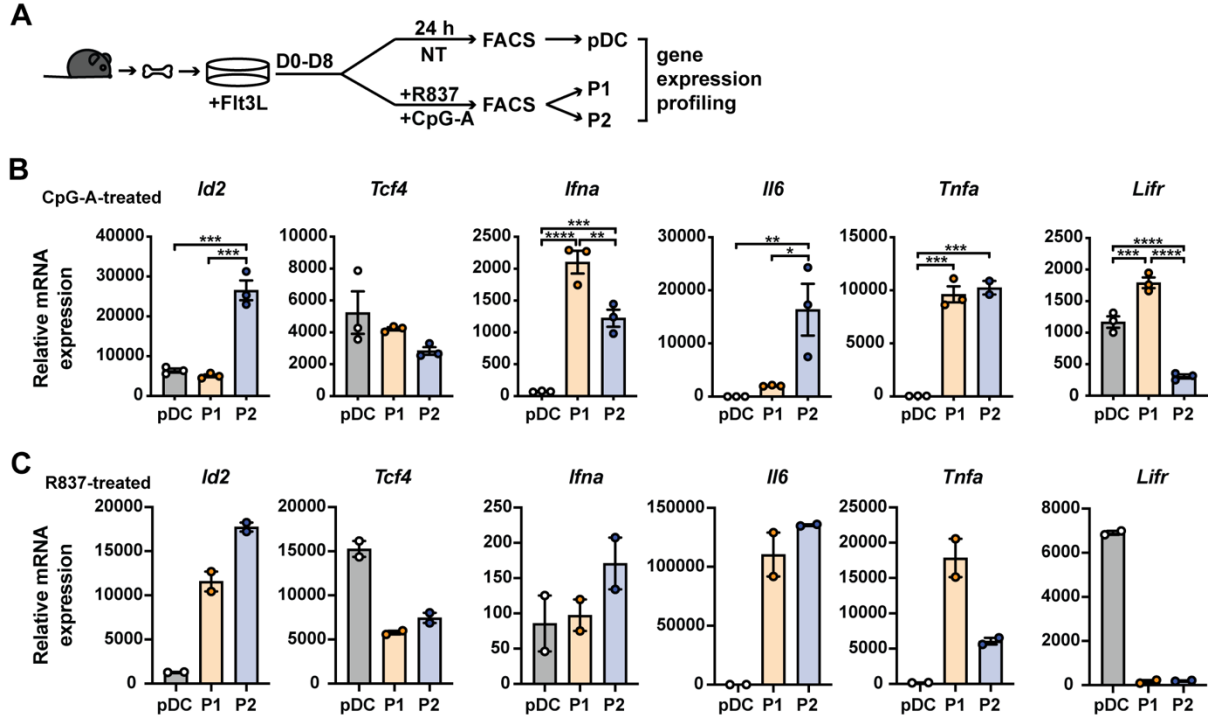 A
D0-D8
+Flt3L
24 h
NT
FACS
pDC
+R837
+CpG-A
FACS
P1
P2
gene
expression
profiling
B
CpG-A-treated
Relative mRNA
expression
Id2
40000
30000
20000
10000
0
***
***
pDC P1 P2
Tcf4
10000
8000
6000
4000
2000
0
pDC P1 P2
Ifna
2500
2000
1500
1000
500
0
***
**** **
pDC P1 P2
Il6
30000
20000
10000
0
**
*
pDC P1 P2
Tnfa
15000
10000
5000
0
***
***
pDC P1 P2
Lifr
2500
2000
1500
1000
500
0
****
*** ****
pDC P1 P2
C
R837-treated
Relative mRNA
expression
Id2
20000
15000
10000
5000
0
pDC P1 P2
Tcf4
20000
15000
10000
5000
0
pDC P1 P2
Ifna
250
200
150
100
50
0
pDC P1 P2
Il6
150000
100000
50000
0
pDC P1 P2
Tnfa
25000
20000
15000
10000
5000
0
pDC P1 P2
Lifr
8000
6000
4000
2000
0
pDC P1 P2